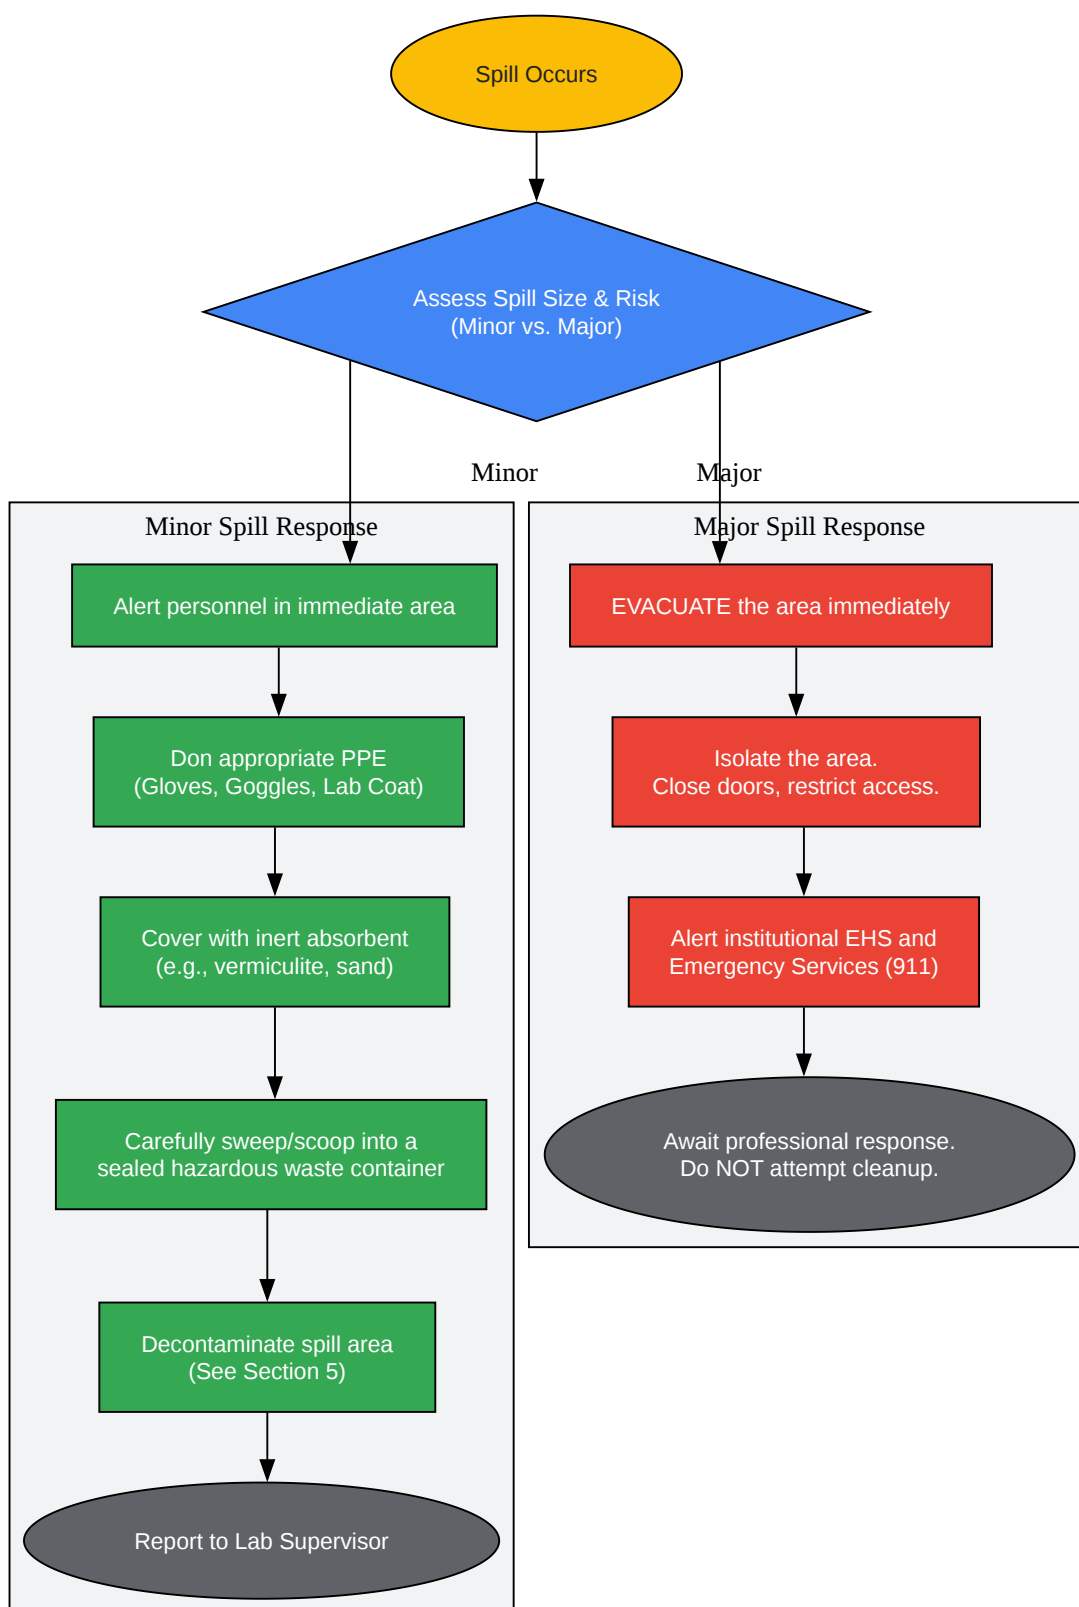 Spill Occurs
Assess Spill Size & Risk
(Minor vs. Major)
Minor
Major
Minor Spill Response
Alert personnel in immediate area
Don appropriate PPE
(Gloves, Goggles, Lab Coat)
Cover with inert absorbent
(e.g., vermiculite, sand)
Carefully sweep/scoop into a
sealed hazardous waste container
Decontaminate spill area
(See Section 5)
Report to Lab Supervisor
Major Spill Response
EVACUATE the area immediately
Isolate the area.
Close doors, restrict access.
Alert institutional EHS and
Emergency Services (911)
Await professional response.
Do NOT attempt cleanup.